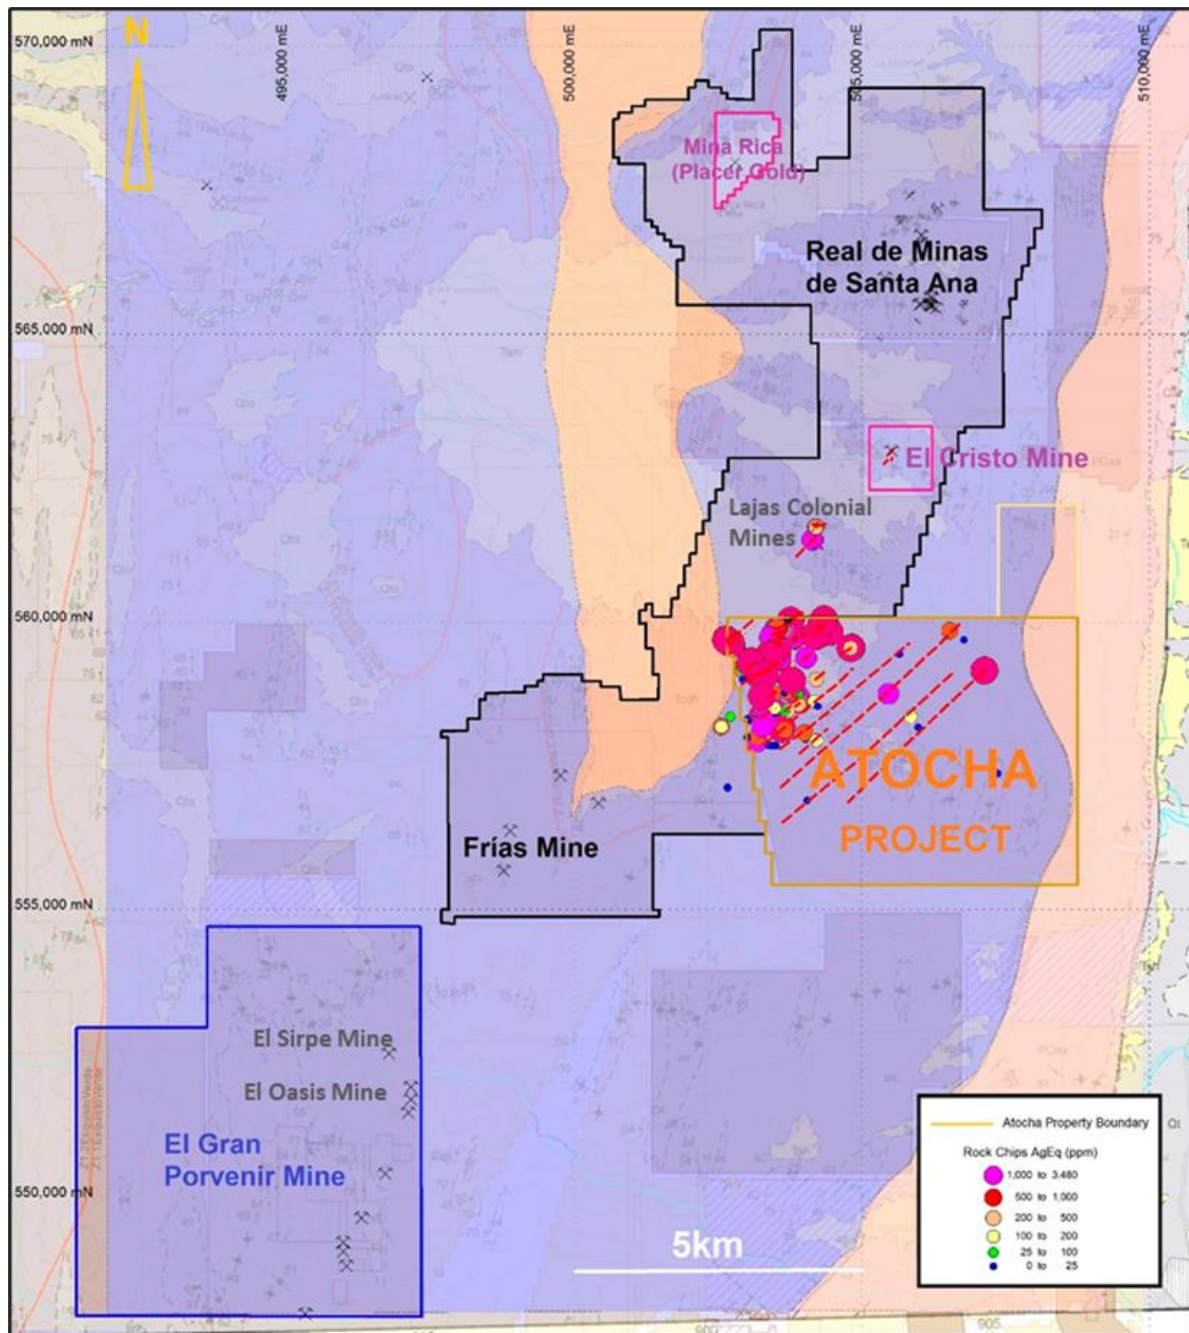 570,000 mN
N
495,000 mE
500,000 mE
505,000 mE
510,000 mE
Mina Rica
(Placer Gold)
Real de Minas
de Santa Ana
565,000 mN
El Cristo Mine
Lajas Colonial
Mines
560,000 mN
ATOCHA
PROJECT
Frías Mine
555,000 mN
El Sirpe Mine
El Oasis Mine
El Gran
Porvenir Mine
550,000 mN
5km
Atocha Property Boundary
Rock Chips AgEq (ppm)
1,000 to 3.480
500 to 1,000
200 to 500
100 to 200
25 to 100
0 to 25
905